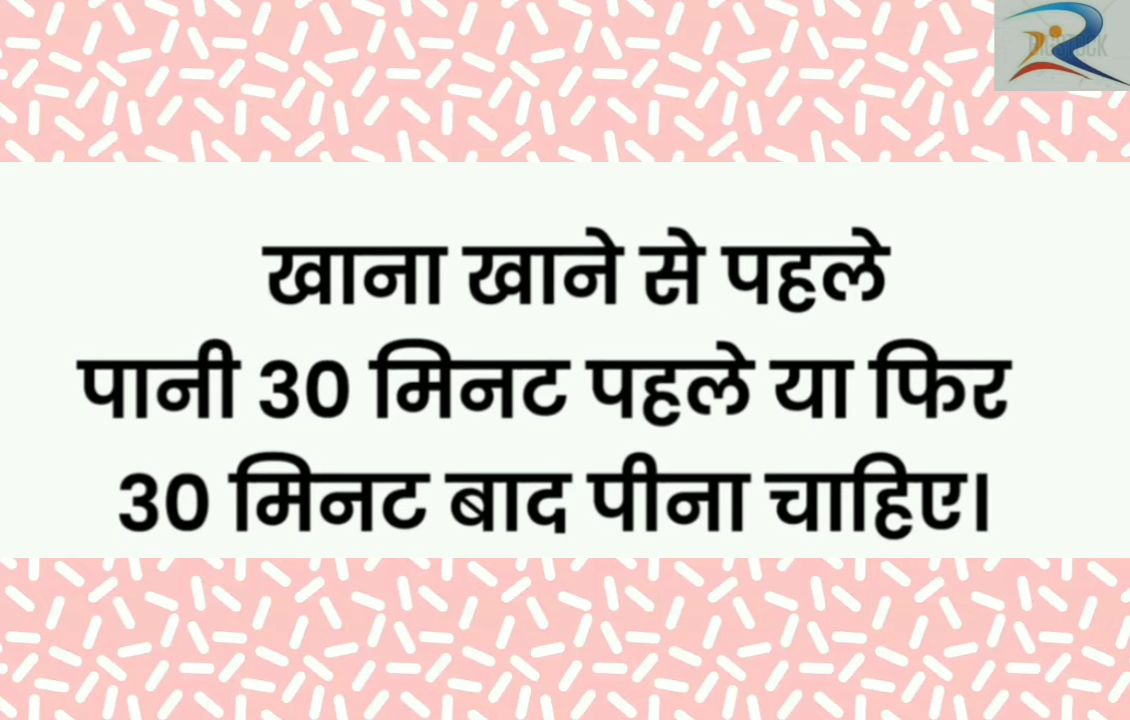 खाना खाने से पहले
पानी 30 मिनट पहले या फिर
30 मिनट बाद पीना चाहिए।